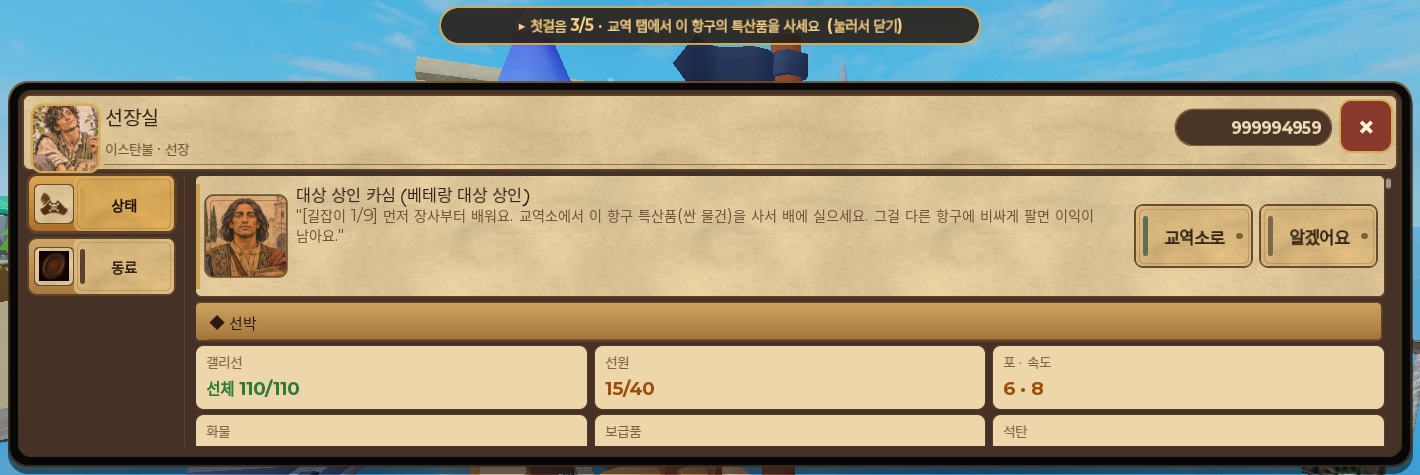 ▸ 첫걸음 3/5 · 교역 탭에서 이 항구의 특산품을 사세요 (눌러서 닫기)
선장실
이스탄불 · 선장
999994959
×
상태
동료
대상 상인 카심 (베테랑 대상 상인)
"[길잡이 1/9] 먼저 장사부터 배워요. 교역소에서 이 항구 특산품(싼 물건)을 사서 배에 실으세요. 그걸 다른 항구에 비싸게 팔면 이익이
남아요."
교역소로
알겠어요
◆ 선박
갤리선
선체 110/110
선원
15/40
포 · 속도
6 · 8
화물
보급품
석탄